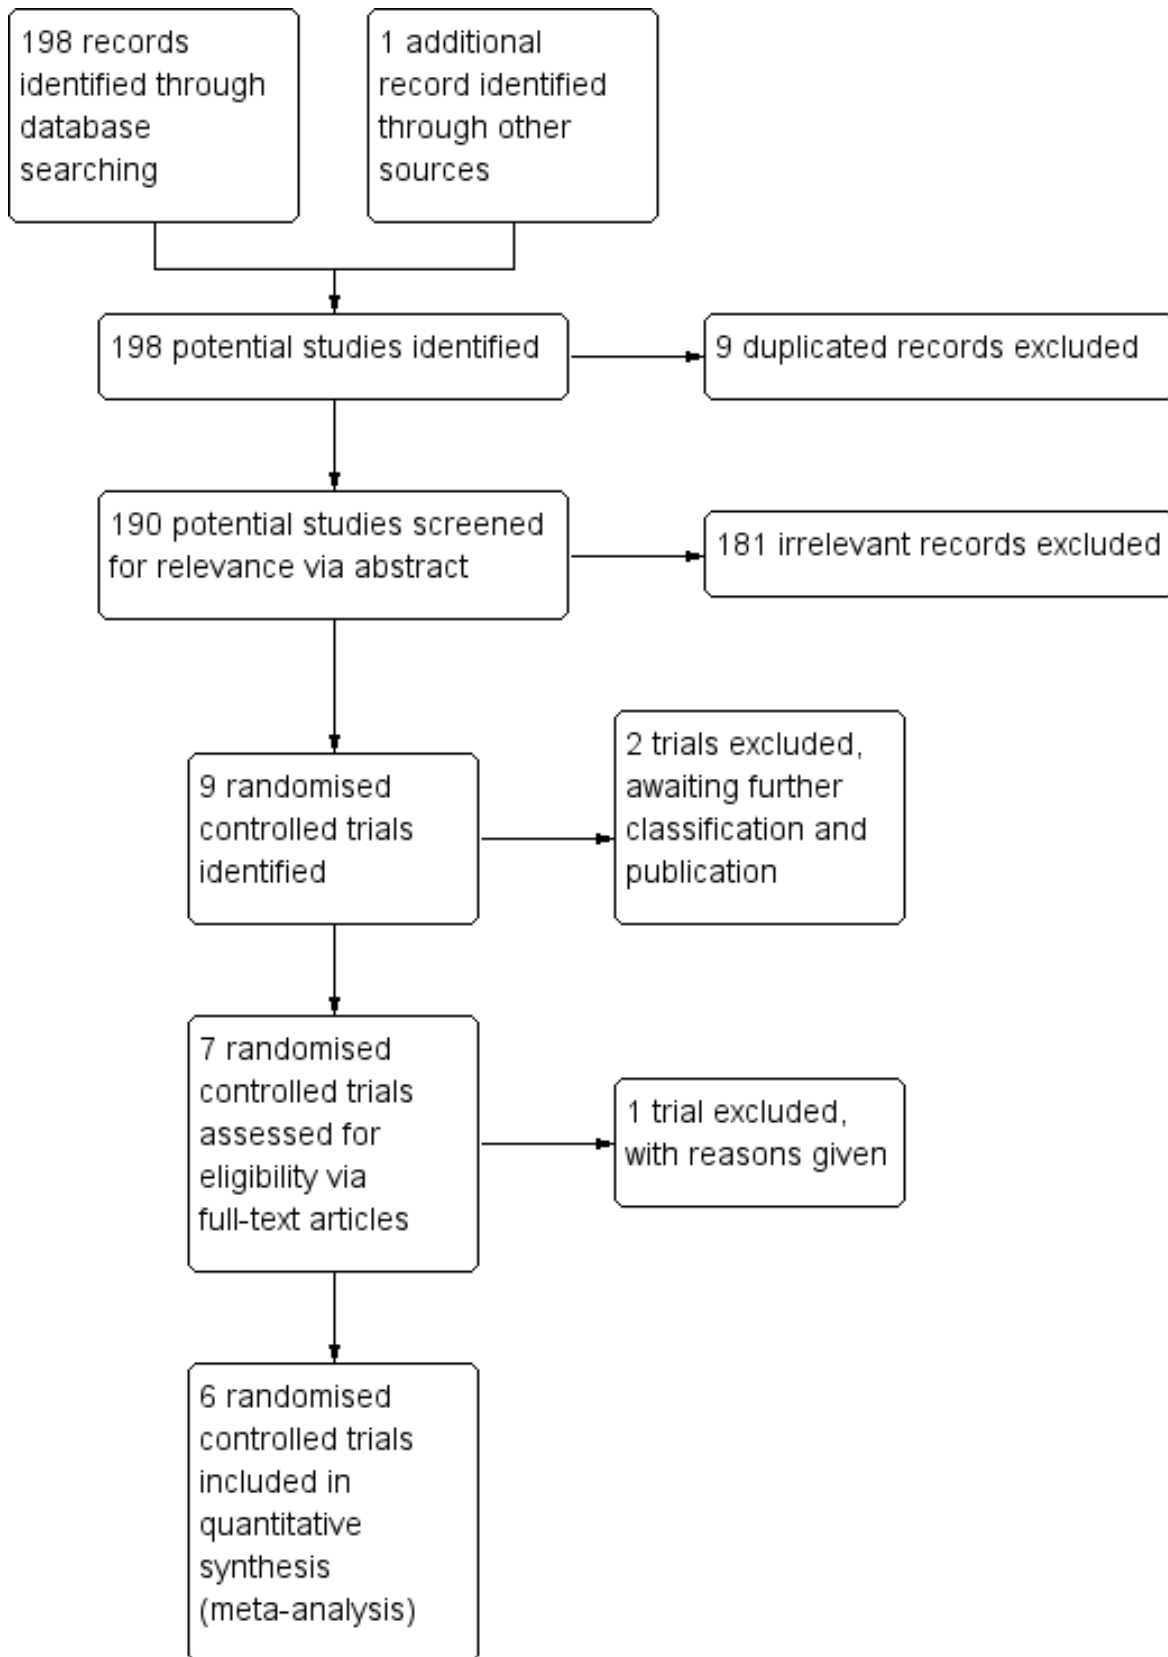 198 records
identified through
database
searching
1 additional
record identified
through other
sources
198 potential studies identified
9 duplicated records excluded
190 potential studies screened
for relevance via abstract
181 irrelevant records excluded
9 randomised
controlled trials
identified
2 trials excluded,
awaiting further
classification and
publication
7 randomised
controlled trials
assessed for
eligibility via
full-text articles
1 trial excluded,
with reasons given
6 randomised
controlled trials
included in
quantitative
synthesis
(meta-analysis)